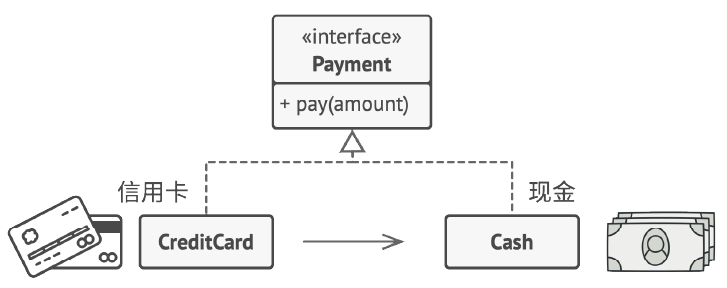 «interface»
Payment
+ pay(amount)
信用卡
现金
CreditCard
Cash